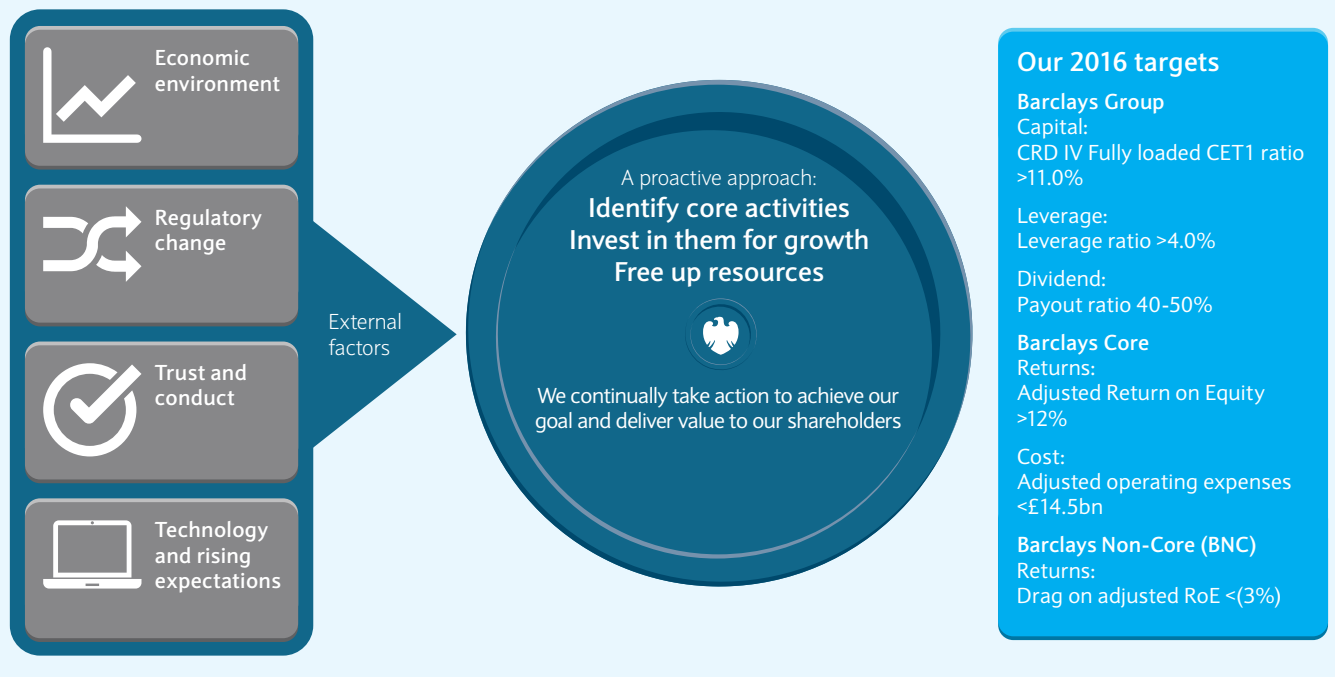 Economic
environment
Regulatory
change
Trust and
conduct
Technology
and rising
expectations
External
factors
A proactive approach:
Identify core activities
Invest in them for growth
Free up resources
We continually take action to achieve our
goal and deliver value to our shareholders
Our 2016 targets
Barclays Group
Capital:
CRD IV Fully loaded CET1 ratio
>11.0%
Leverage:
Leverage ratio >4.0%
Dividend:
Payout ratio 40-50%
Barclays Core
Returns:
Adjusted Return on Equity
>12%
Cost:
Adjusted operating expenses
<£14.5bn
Barclays Non-Core (BNC)
Returns:
Drag on adjusted RoE <(3%)